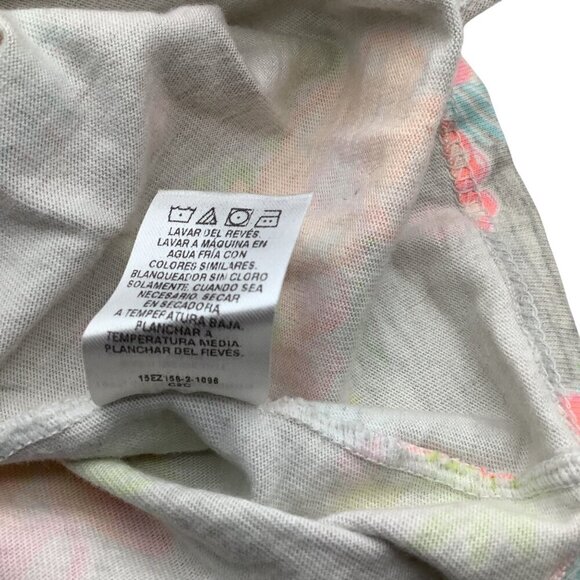 LAVAR DEL REVÉS.
LAVAR A MÁQUINA EN
AGUA FRÍA CON
COLORES SIMILARES.
BLANQUEADOR SIN CLORO
SOLAMENTE, CUANDO SEA
NECESARIO. SECAR
EN SECADORA
A TEMPERATURA BAJA.
PLANCHAR A
TEMPERATURA MEDIA.
PLANCHAR DEL REVÉS.